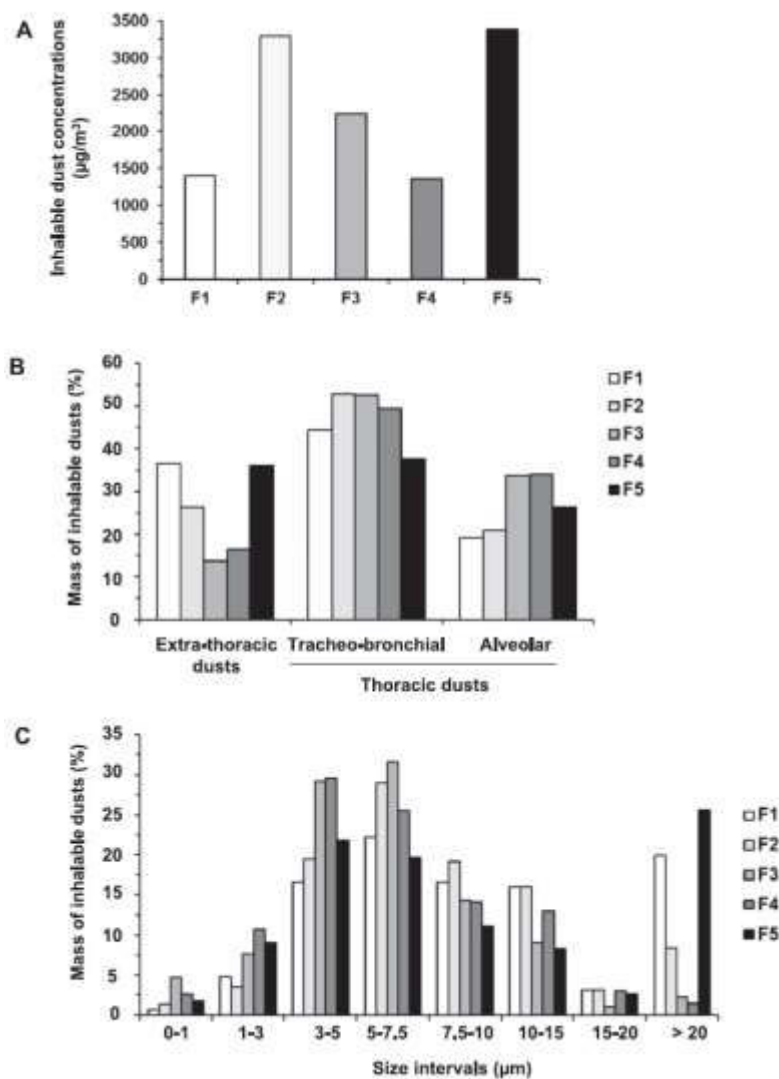 A
Inhalable dust concentrations
(µg/m³)
3500
3000
2500
2000
1500
1000
500
0
F1 F2 F3 F4 F5
B
Mass of inhalable dusts (%)
60
50
40
30
20
10
0
F1
F2
F3
F4
F5
Extra-thoracic Tracheo-bronchial Alveolar
dusts
Thoracic dusts
C
Mass of inhalable dusts (%)
35
30
25
20
15
10
5
0
F1
F2
F3
F4
F5
0-1 1-3 3-5 5-7.5 7.5-10 10-15 15-20 > 20
Size intervals (µm)